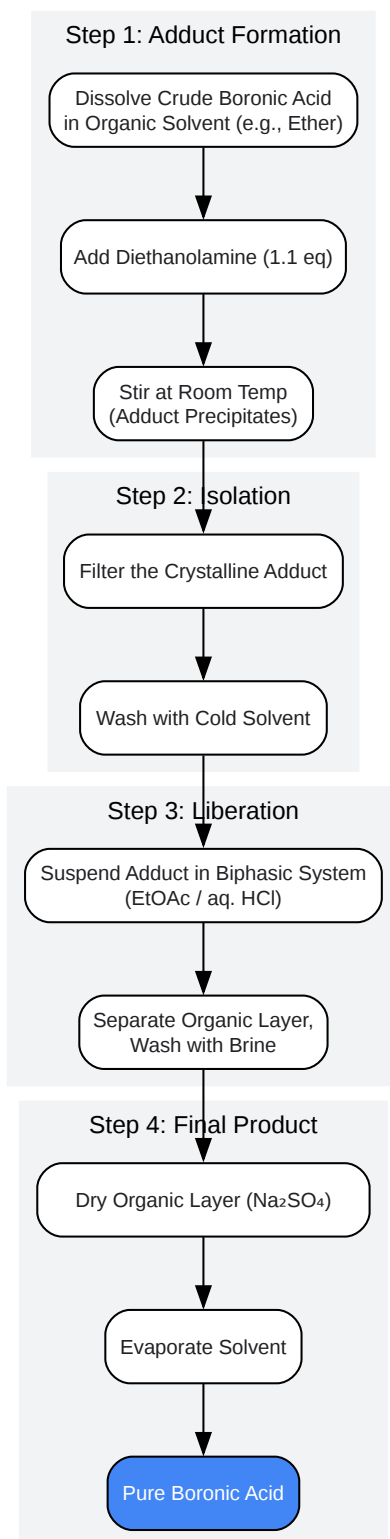 Step 1: Adduct Formation
Dissolve Crude Boronic Acid
in Organic Solvent (e.g., Ether)
Add Diethanolamine (1.1 eq)
Stir at Room Temp
(Adduct Precipitates)
Step 2: Isolation
Filter the Crystalline Adduct
Wash with Cold Solvent
Step 3: Liberation
Suspend Adduct in Biphasic System
(EtOAc / aq. HCl)
Separate Organic Layer,
Wash with Brine
Step 4: Final Product
Dry Organic Layer (Na₂SO₄)
Evaporate Solvent
Pure Boronic Acid